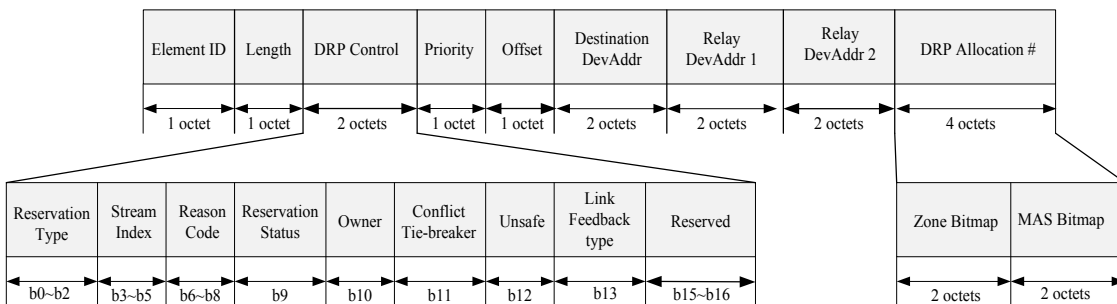 Element ID
Length
DRP Control
Priority
Offset
Destination
DevAddr
Relay
DevAddr 1
Relay
DevAddr 2
DRP Allocation #
1 octet
1 octet
2 octets
1 octet
1 octet
2 octets
2 octets
2 octets
4 octets
Reservation
Type
Stream
Index
Reason
Code
Reservation
Status
Owner
Conflict
Tie-breaker
Unsafe
Link
Feedback
type
Reserved
Zone Bitmap
MAS Bitmap
b0~b2
b3~b5
b6~b8
b9
b10
b11
b12
b13
b15~b16
2 octets
2 octets